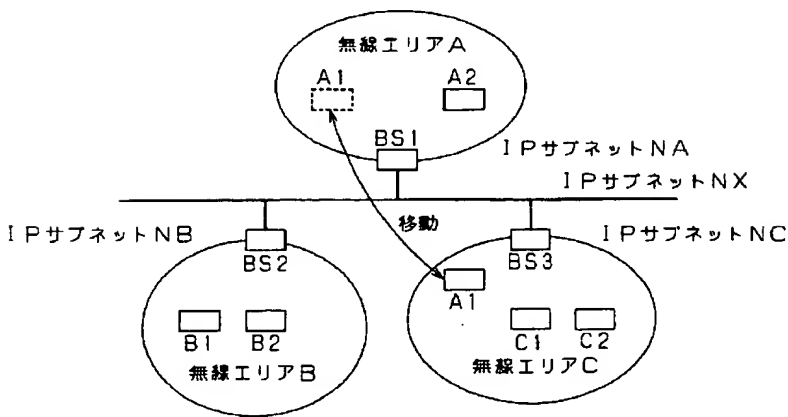 無線エリアA
A1
A2
BS1
IPサブネットNA
IPサブネットNX
移動
IPサブネットNB
IPサブネットNC
BS2
BS3
A1
B1
B2
C1
C2
無線エリアB
無線エリアC